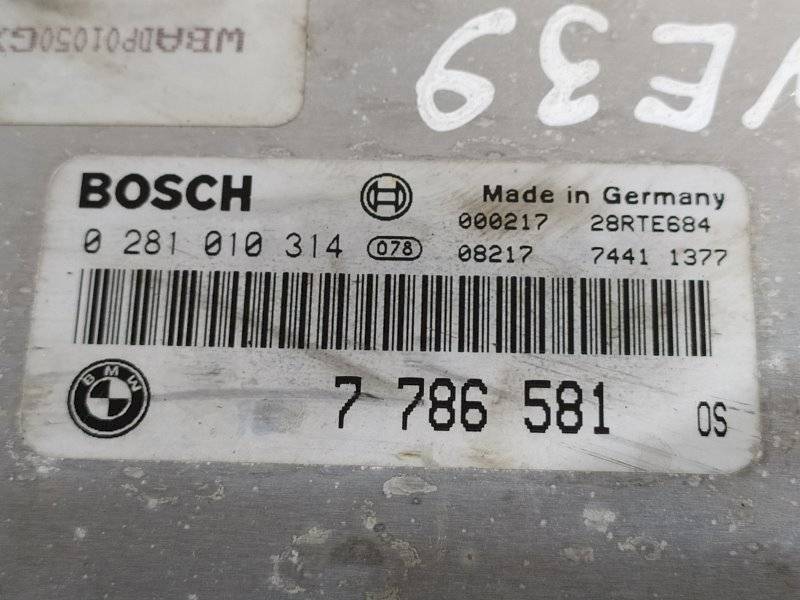 WBADP01050G
E39
BOSCH
Made in Germany
000217 28RTE684
0 281 010 314 078
08217 7441 1377
BMW
7 786 581 OS